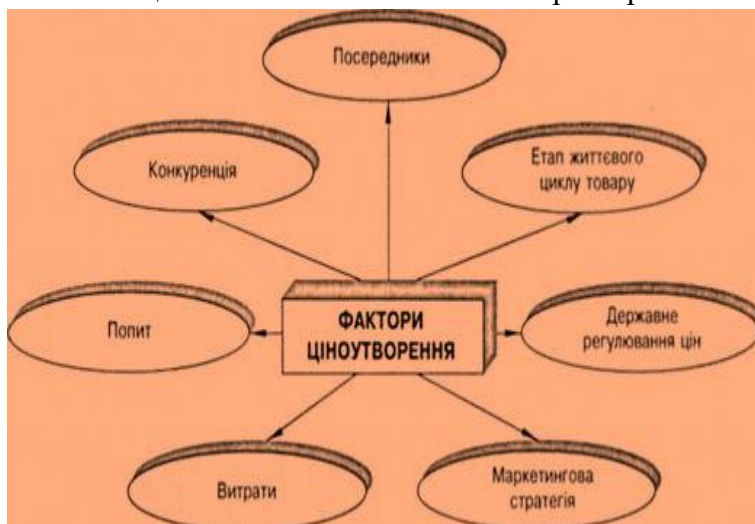 Посередники
Конкуренція
Етап життєвого
циклу товару
ФАКТОРИ
ЦІНОУТВОРЕННЯ
Попит
Державне
регулювання цін
Витрати
Маркетингова
стратегія